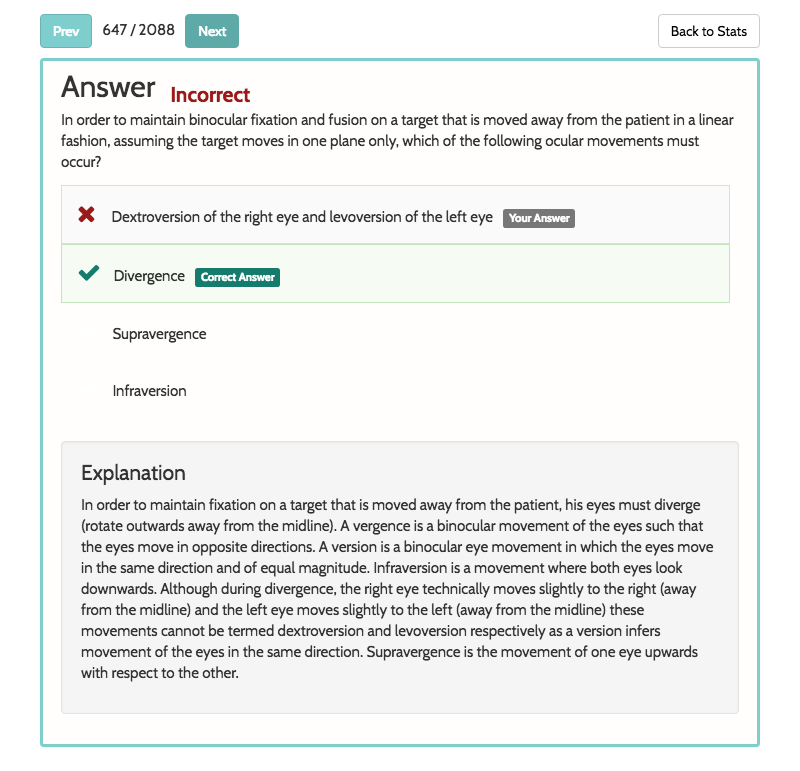 Prev 647 / 2088 Next Back to Stats
Answer Incorrect
In order to maintain binocular fixation and fusion on a target that is moved away from the patient in a linear
fashion, assuming the target moves in one plane only, which of the following ocular movements must
occur?
Dextroversion of the right eye and levoversion of the left eye Your Answer
Divergence Correct Answer
Supravergence
Infraversion
Explanation
In order to maintain fixation on a target that is moved away from the patient, his eyes must diverge
(rotate outwards away from the midline). A vergence is a binocular movement of the eyes such that
the eyes move in opposite directions. A version is a binocular eye movement in which the eyes move
in the same direction and of equal magnitude. Infraversion is a movement where both eyes look
downwards. Although during divergence, the right eye technically moves slightly to the right (away
from the midline) and the left eye moves slightly to the left (away from the midline) these
movements cannot be termed dextroversion and levoversion respectively as a version infers
movement of the eyes in the same direction. Supravergence is the movement of one eye upwards
with respect to the other.